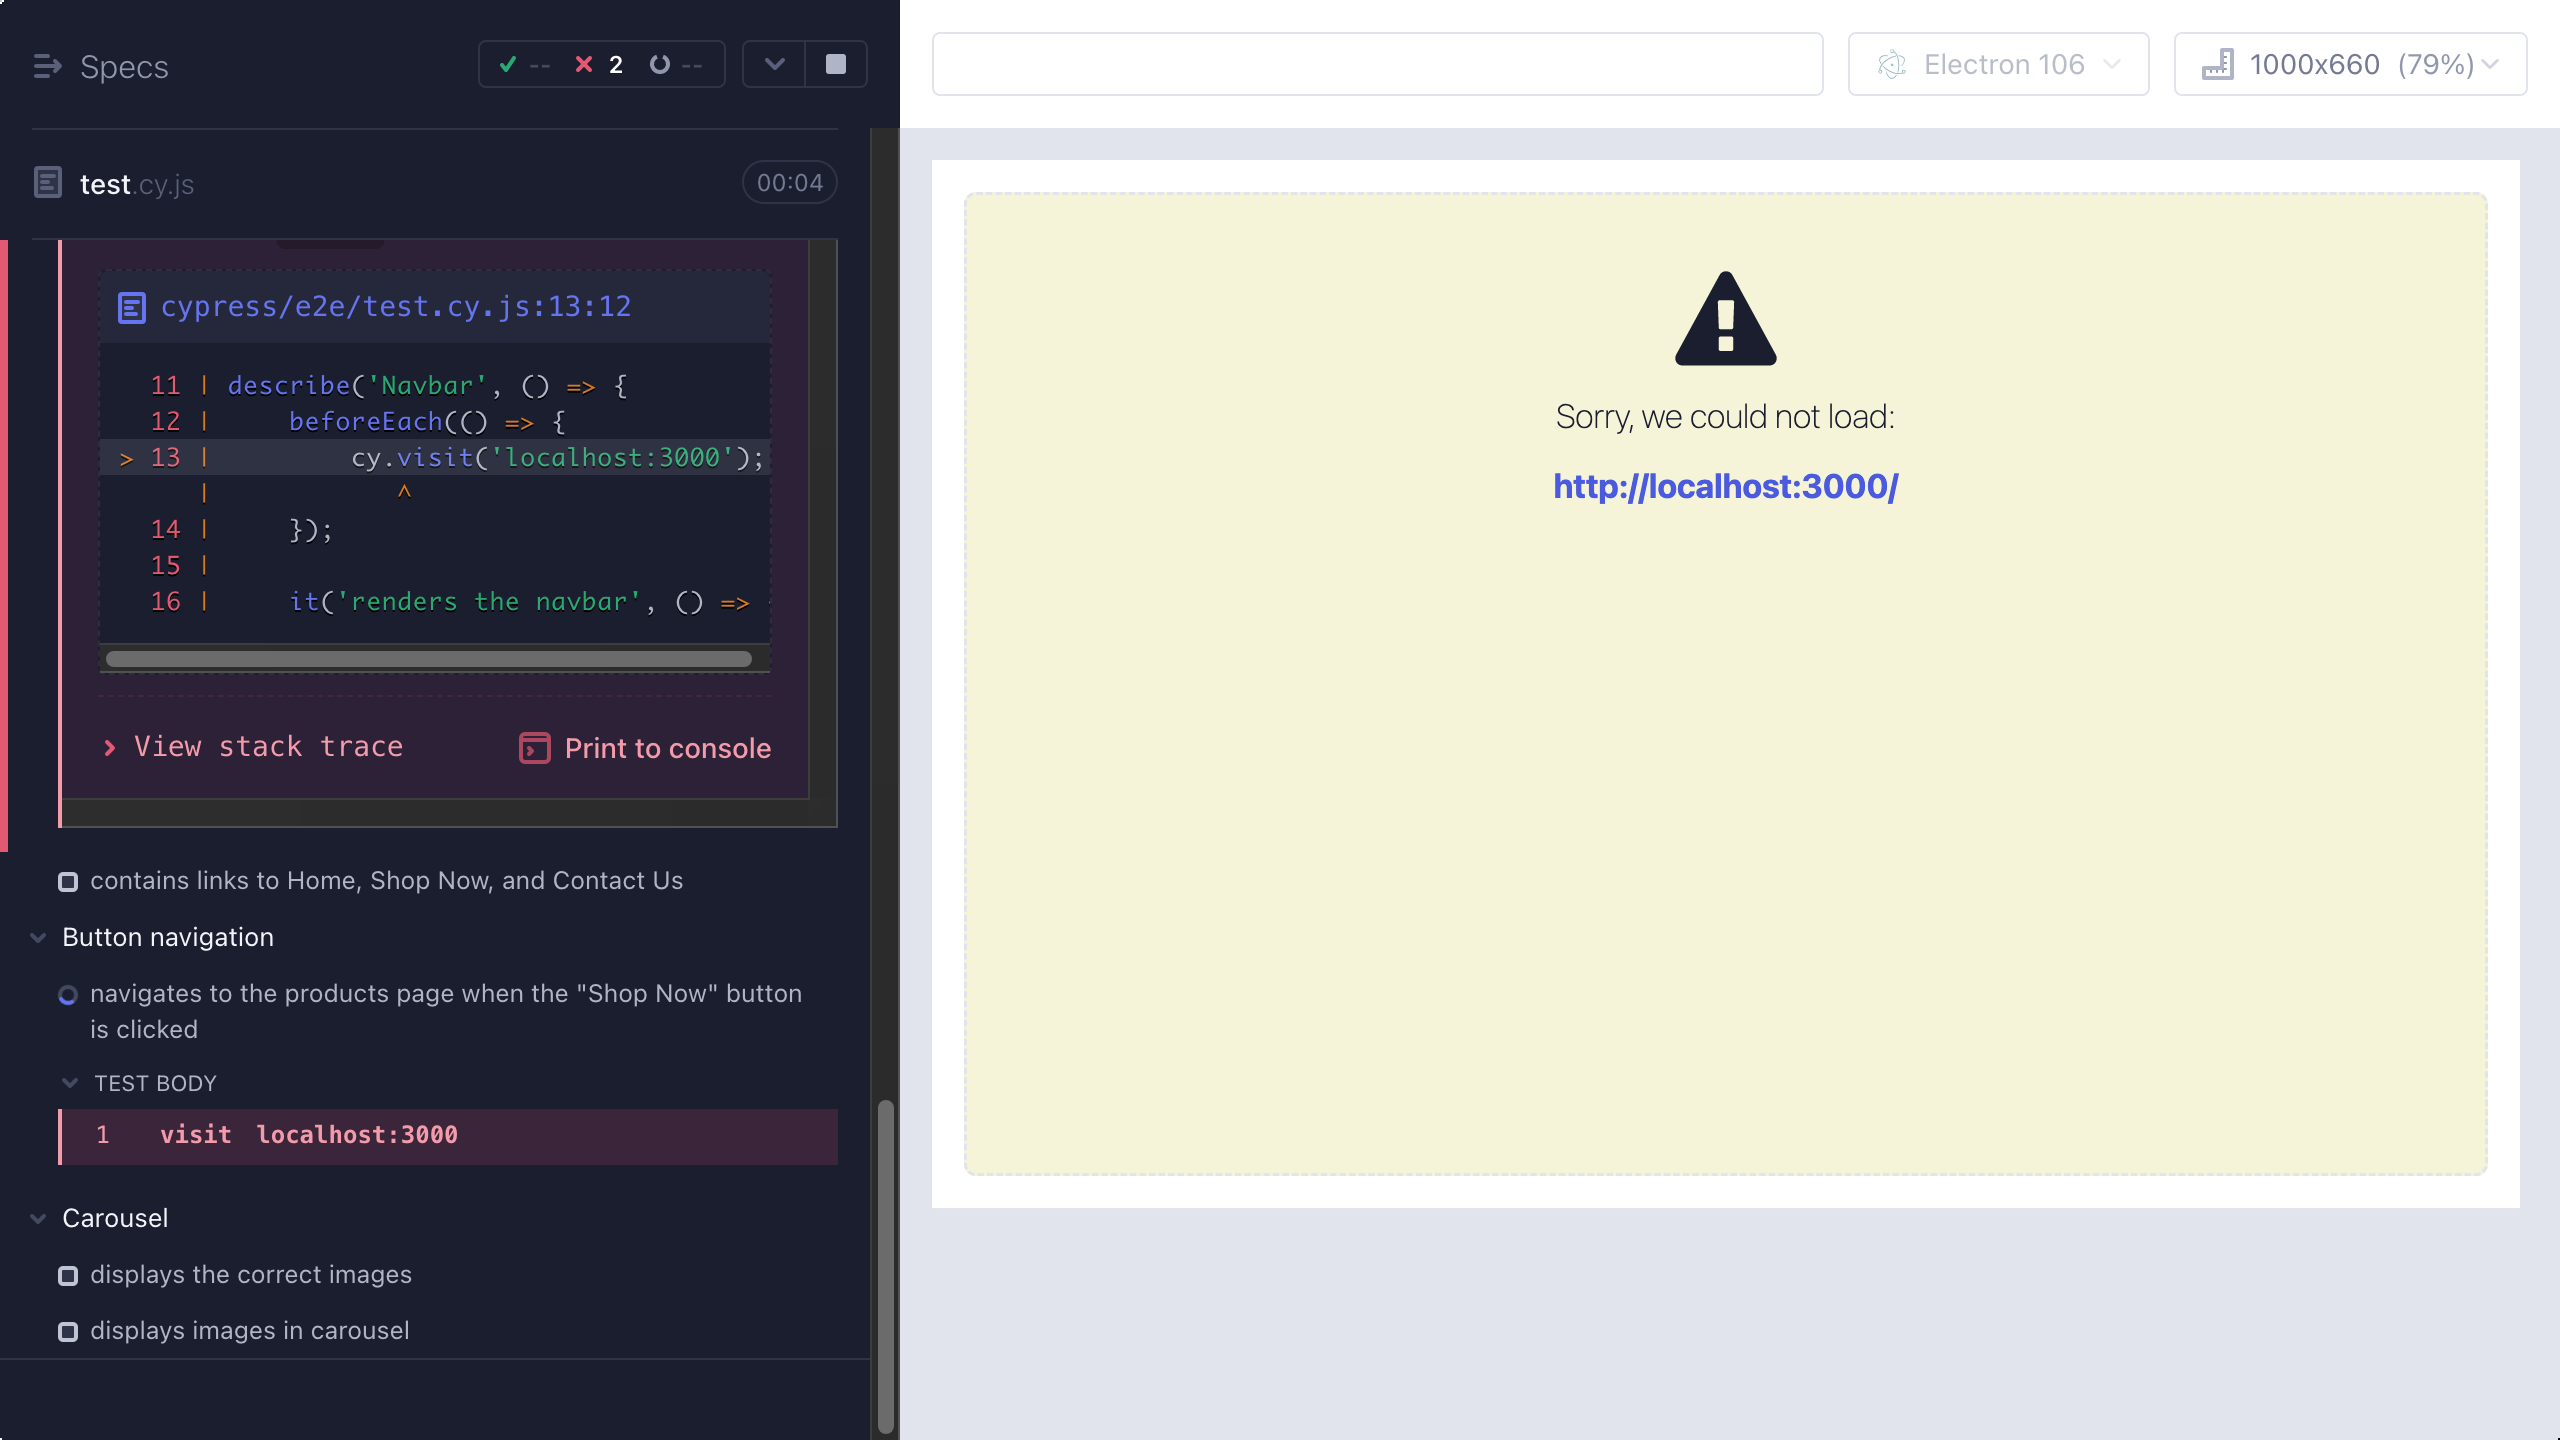 Specs
-- 2 --
test.cy.js
00:04
cypress/e2e/test.cy.js:13:12
11 | describe('Navbar', () => {
12 |     beforeEach(() => {
> 13 |         cy.visit('localhost:3000');
|            ^
14 |     });
15 |
16 |     it('renders the navbar', () =>
View stack trace
Print to console
contains links to Home, Shop Now, and Contact Us
Button navigation
navigates to the products page when the "Shop Now" button
is clicked
TEST BODY
1 visit localhost:3000
Carousel
displays the correct images
displays images in carousel
Electron 106
1000x660 (79%)
Sorry, we could not load:
http://localhost:3000/